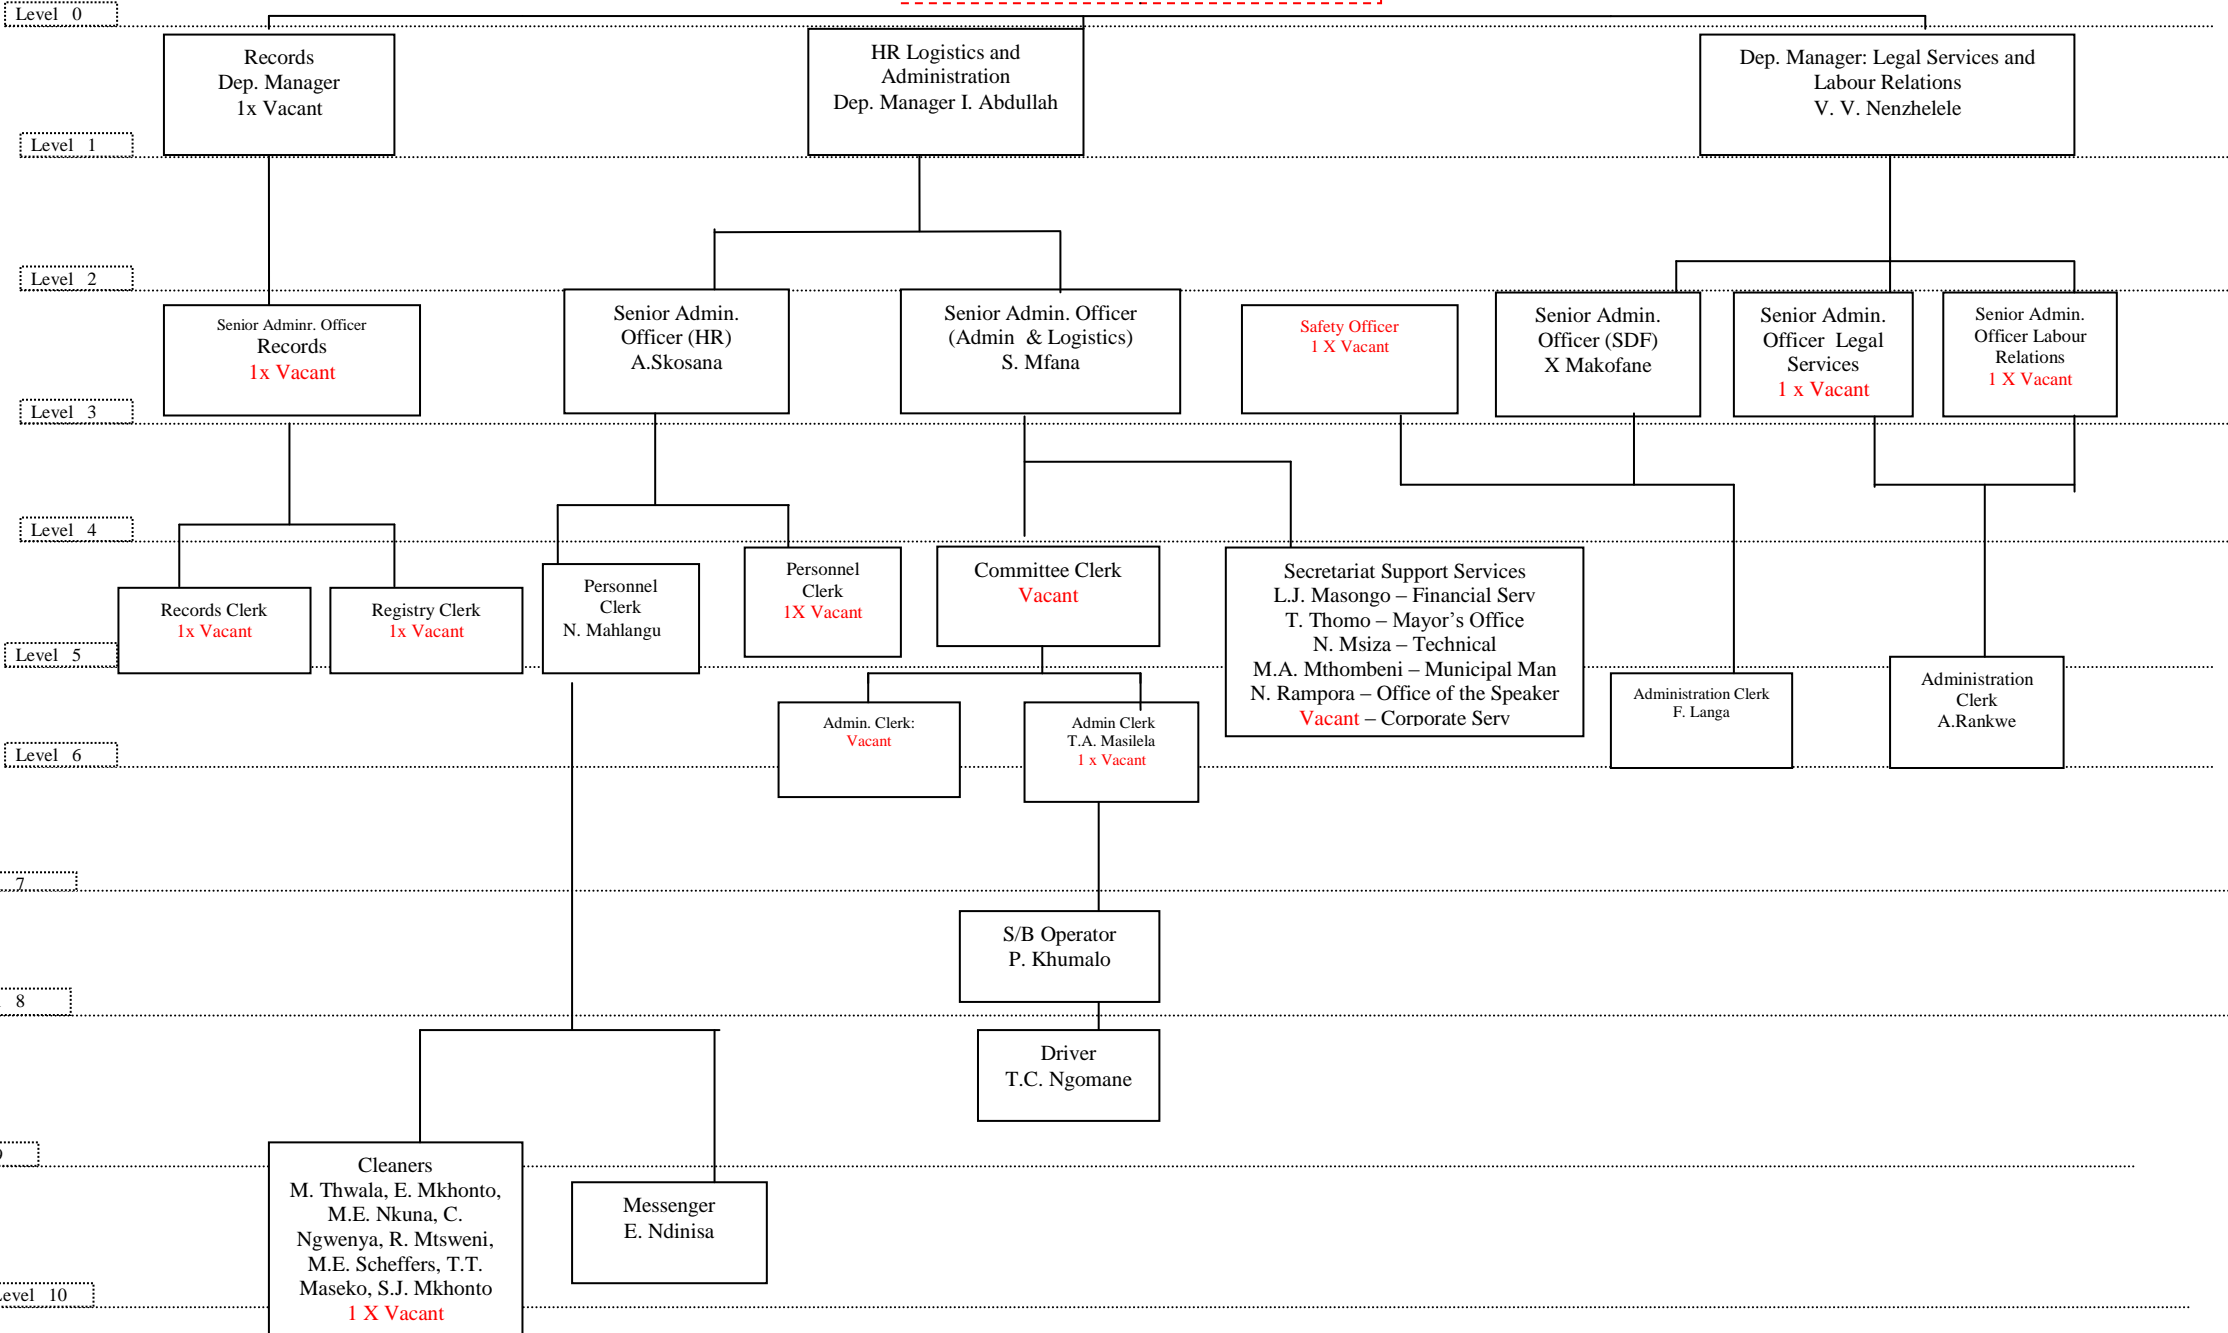 Level 0
Records
Dep. Manager
1x Vacant
HR Logistics and
Administration
Dep. Manager I. Abdullah
Dep. Manager: Legal Services and
Labour Relations
V. V. Nenzhelele
Level 1
Level 2
Senior Adminr. Officer
Records
1x Vacant
Senior Admin.
Officer (HR)
A.Skosana
Senior Admin. Officer
(Admin & Logistics)
S. Mfana
Safety Officer
1 X Vacant
Senior Admin.
Officer (SDF)
X Makofane
Senior Admin.
Officer Legal
Services
1 x Vacant
Senior Admin.
Officer Labour
Relations
1 X Vacant
Level 3
Level 4
Records Clerk
1x Vacant
Registry Clerk
1x Vacant
Personnel
Clerk
N. Mahlangu
Personnel
Clerk
1X Vacant
Committee Clerk
Vacant
Secretariat Support Services
L.J. Masongo – Financial Serv
T. Thomo – Mayor's Office
N. Msiza – Technical
M.A. Mthombeni – Municipal Man
N. Rampora – Office of the Speaker
Vacant – Corporate Serv
Level 5
Admin. Clerk:
Vacant
Admin Clerk
T.A. Masilela
1 x Vacant
Administration Clerk
F. Langa
Administration
Clerk
A.Rankwe
Level 6
7
S/B Operator
P. Khumalo
8
Driver
T.C. Ngomane
9
Cleaners
M. Thwala, E. Mkhonto,
M.E. Nkuna, C.
Ngwenya, R. Mtsweni,
M.E. Scheffers, T.T.
Maseko, S.J. Mkhonto
1 X Vacant
Messenger
E. Ndinisa
Level 10